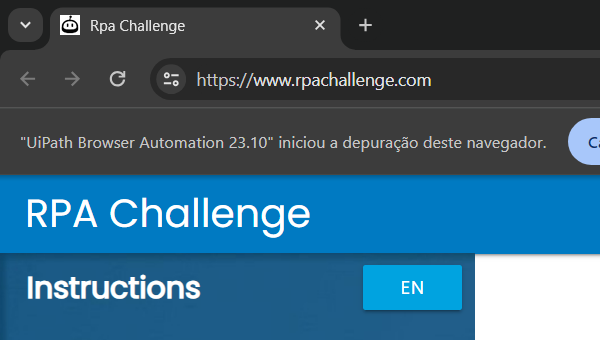 Rpa Challenge
https://www.rpachallenge.com
"UiPath Browser Automation 23.10" iniciou a depuração deste navegador.
RPA Challenge
Instructions
EN